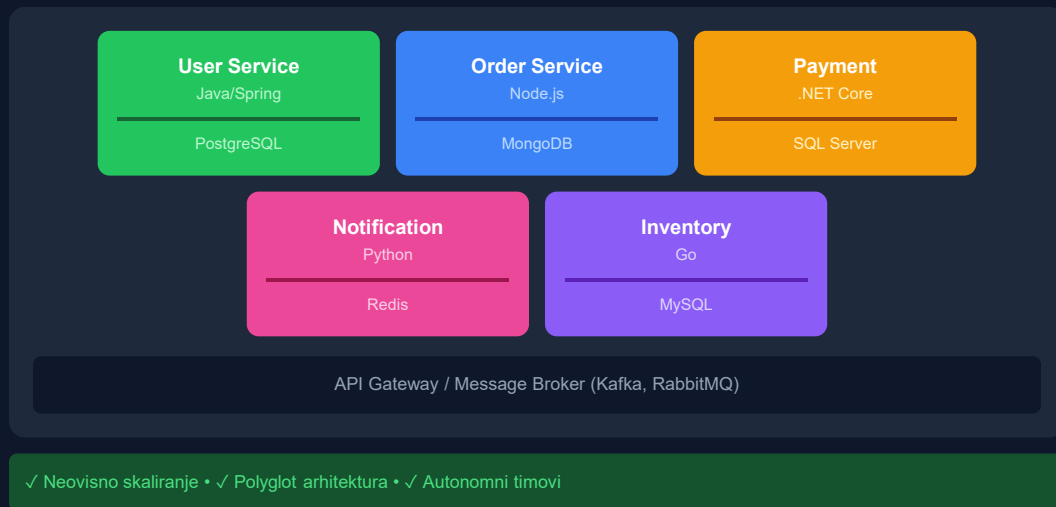 User Service
Java/Spring
PostgreSQL
Order Service
Node.js
MongoDB
Payment
.NET Core
SQL Server
Notification
Python
Redis
Inventory
Go
MySQL
API Gateway / Message Broker (Kafka, RabbitMQ)
✓ Neovisno skaliranje • ✓ Polyglot arhitektura • ✓ Autonomni timovi